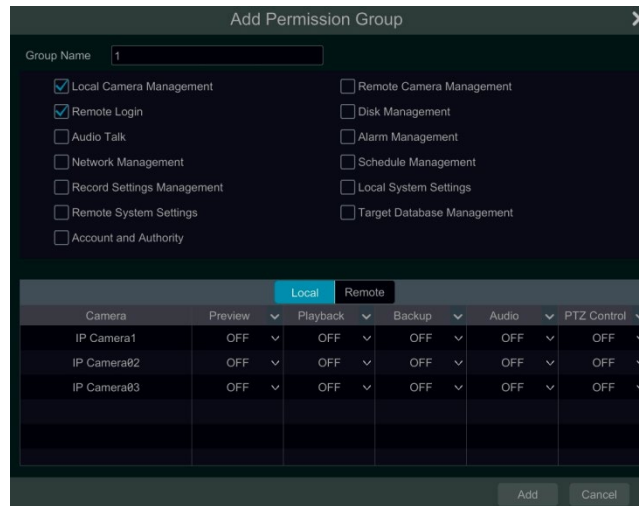 Add Permission Group
Group Name 1
Local Camera Management Remote Camera Management
Remote Login Disk Management
Audio Talk Alarm Management
Network Management Schedule Management
Record Settings Management Local System Settings
Remote System Settings Target Database Management
Account and Authority
Local Remote
Camera Preview Playback Backup Audio PTZ Control
IP Camera1 OFF OFF OFF OFF OFF
IP Camera02 OFF OFF OFF OFF OFF
IP Camera03 OFF OFF OFF OFF OFF
Add Cancel